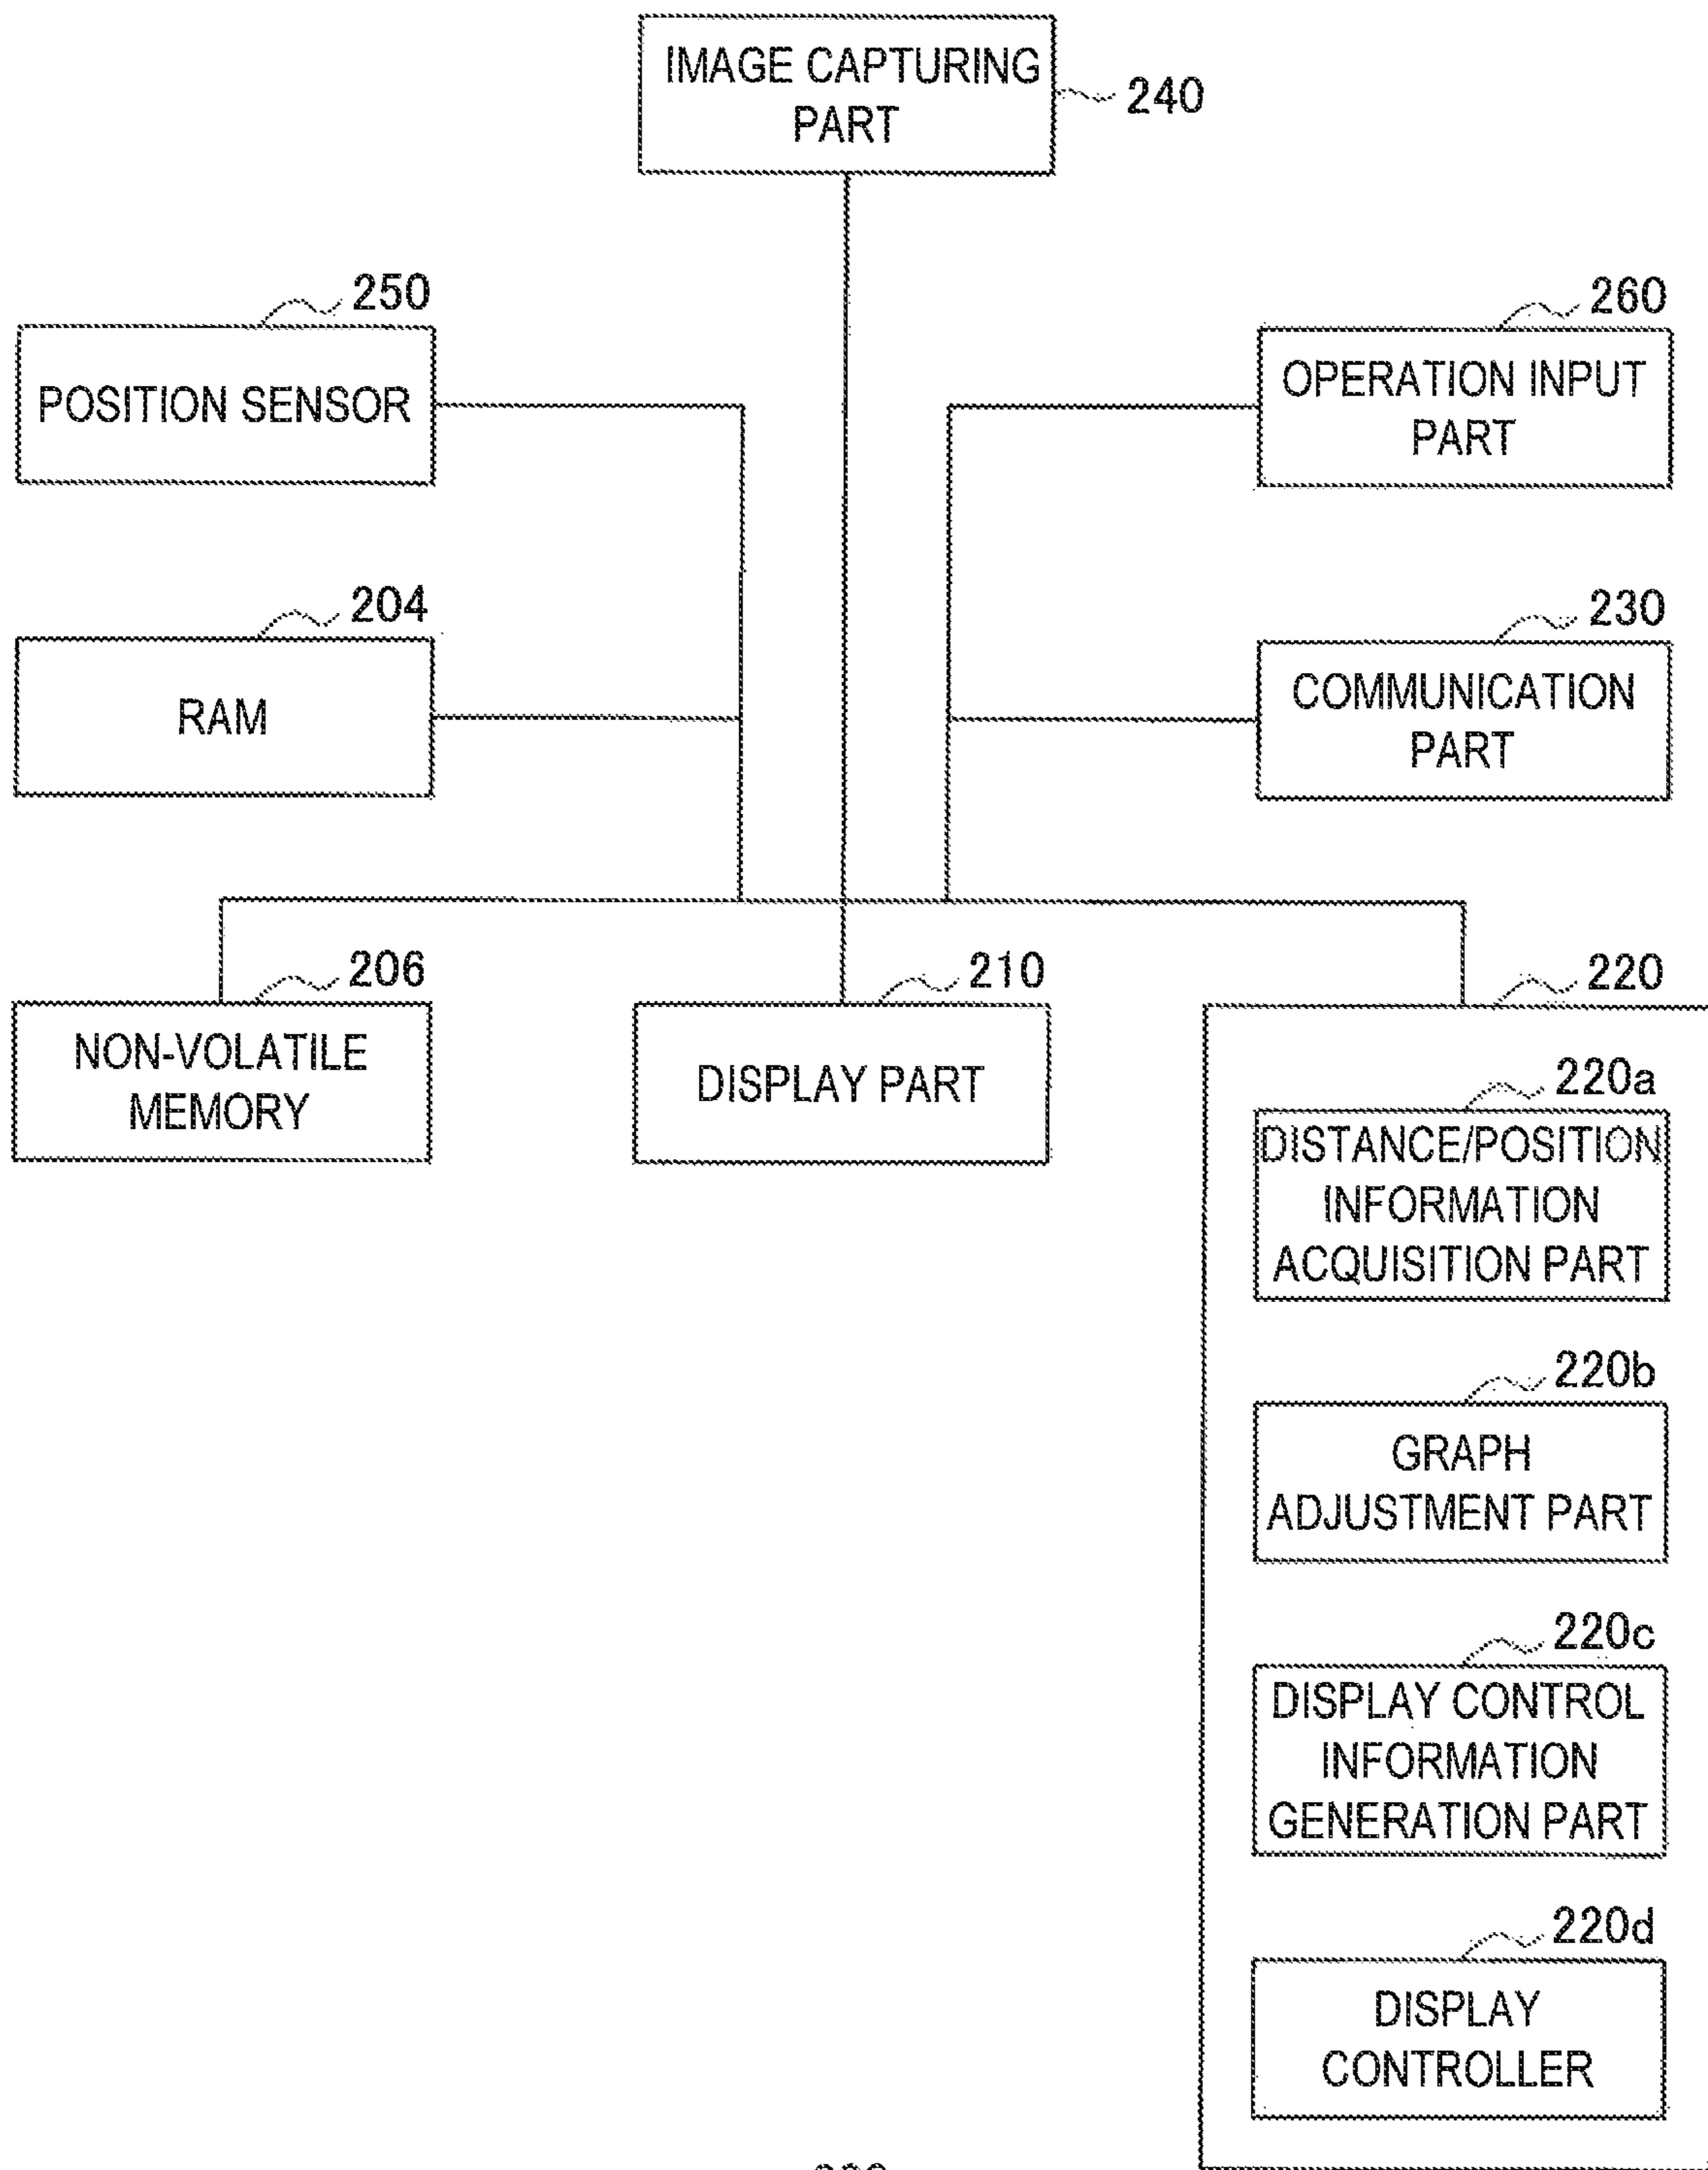 IMAGE CAPTURING
PART
240
250
POSITION SENSOR
260
OPERATION INPUT
PART
204
RAM
230
COMMUNICATION
PART
206
NON-VOLATILE
MEMORY
210
DISPLAY PART
220
220a
DISTANCE/POSITION
INFORMATION
ACQUISITION PART
220b
GRAPH
ADJUSTMENT PART
220c
DISPLAY CONTROL
INFORMATION
GENERATION PART
220d
DISPLAY
CONTROLLER